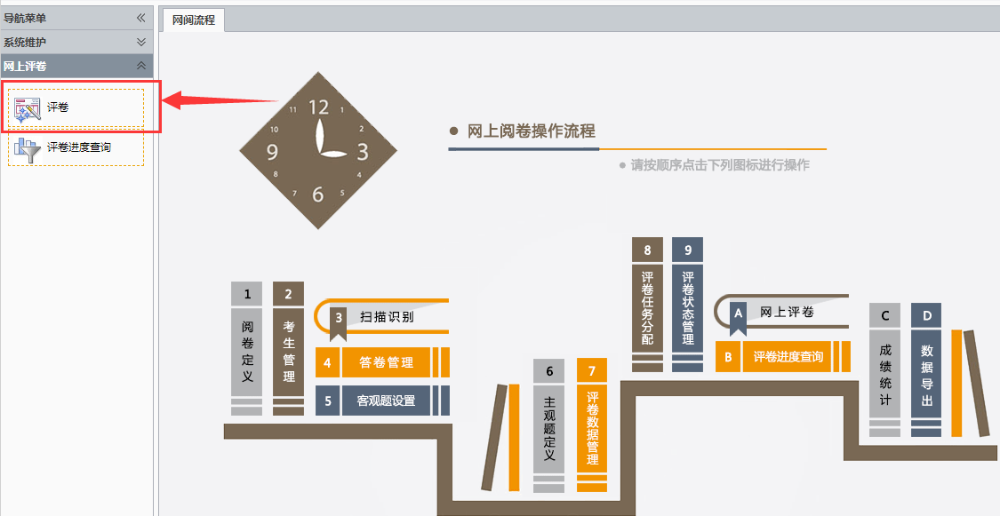 导航菜单
系统维护
网上评卷
评卷
评卷进度查询
网阅流程
12
1
2
3
4
5
6
7
8
9
10
11
网上阅卷操作流程
请按顺序点击下列图标进行操作
1
阅卷定义
2
考生管理
3
扫描识别
4
答卷管理
5
客观题设置
6
主观题定义
7
评卷数据管理
8
评卷任务分配
9
评卷状态管理
A
网上评卷
B
评卷进度查询
C
成绩统计
D
数据导出